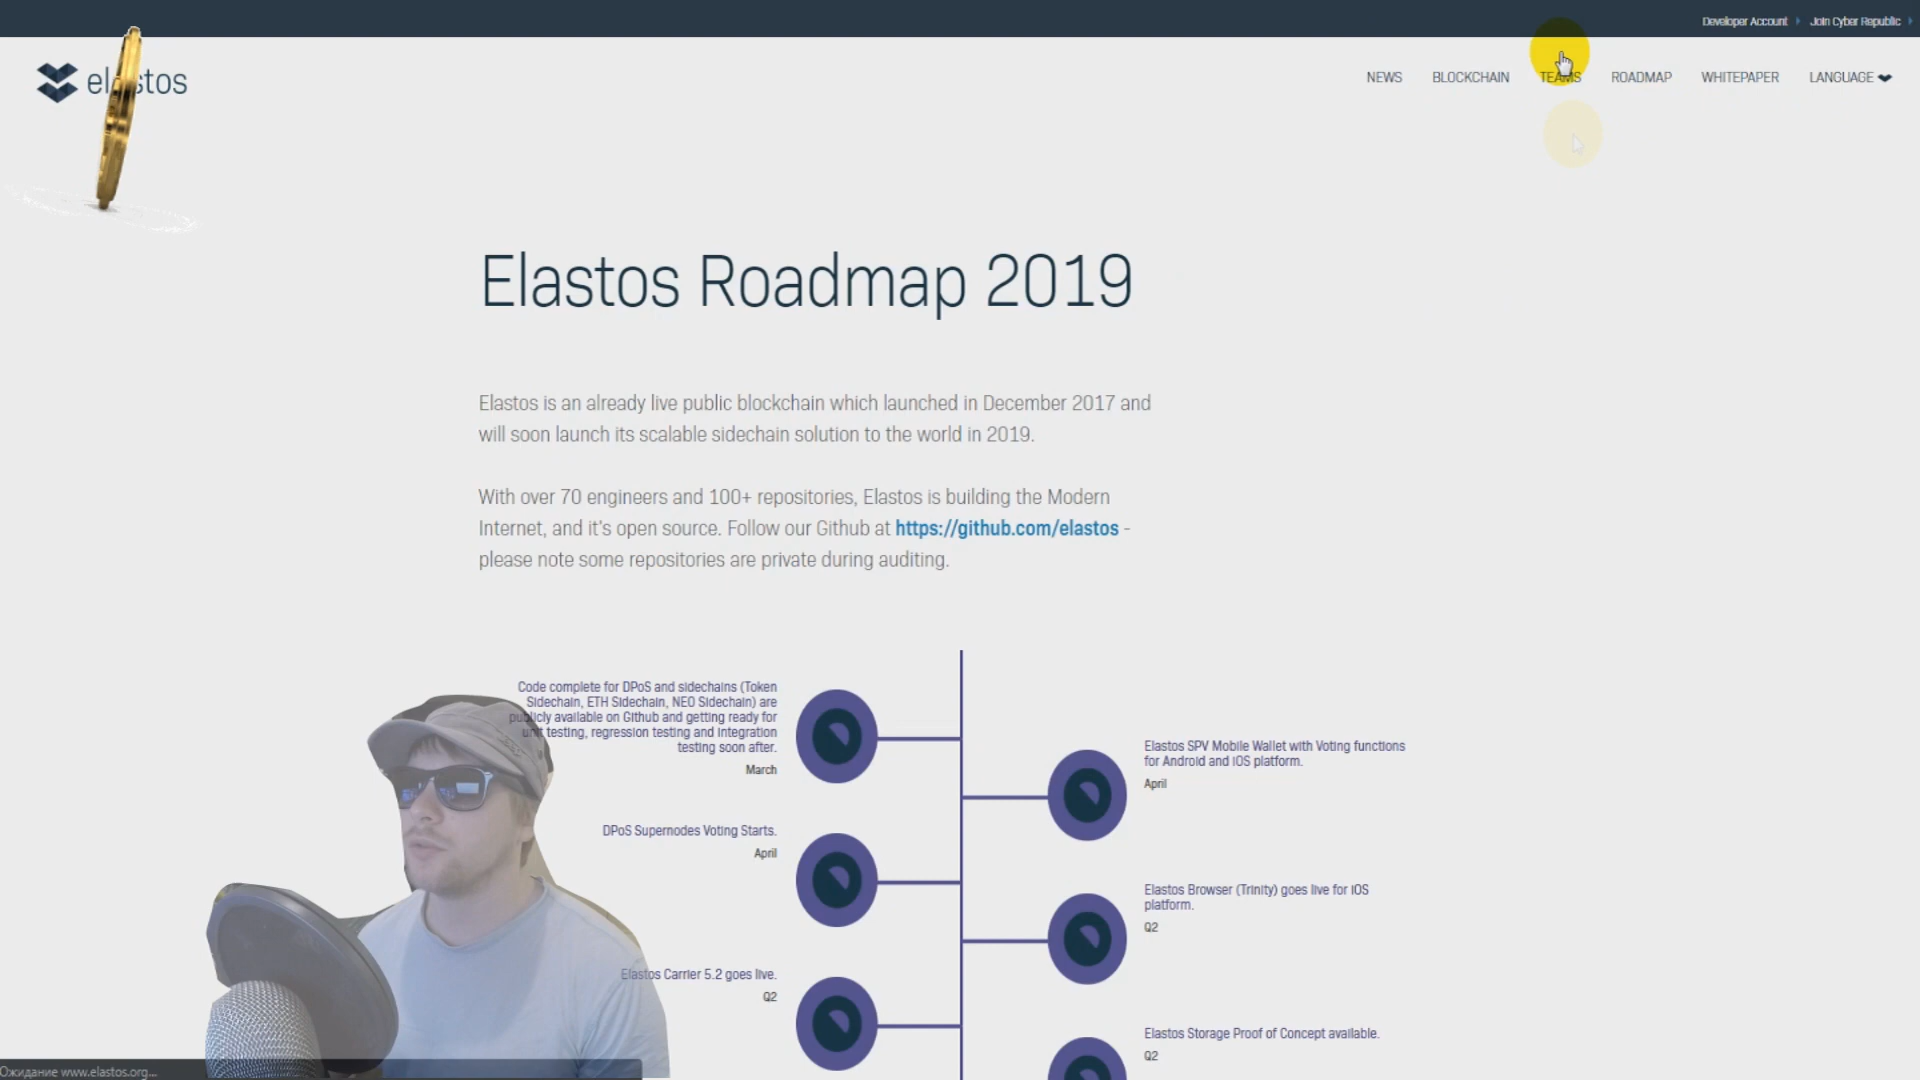 Developer Account
Join Cyber Republic
elastos
NEWS
BLOCKCHAIN
TEAMS
ROADMAP
WHITEPAPER
LANGUAGE
Elastos Roadmap 2019
Elastos is an already live public blockchain which launched in December 2017 and
will soon launch its scalable sidechain solution to the world in 2019.
With over 70 engineers and 100+ repositories, Elastos is building the Modern
Internet, and it's open source. Follow our Github at https://github.com/elastos -
please note some repositories are private during auditing.
Code complete for DPoS and sidechains (Token
Sidechain, ETH Sidechain, NEO Sidechain) are
publicly available on Github and getting ready for
unit testing, regression testing and integration
testing soon after.
March
Elastos SPV Mobile Wallet with Voting functions
for Android and iOS platform.
April
DPoS Supernodes Voting Starts.
April
Elastos Browser (Trinity) goes live for iOS
platform.
Q2
Elastos Carrier 5.2 goes live.
Q2
Elastos Storage Proof of Concept available.
Q2
Ожидание www.elastos.org...